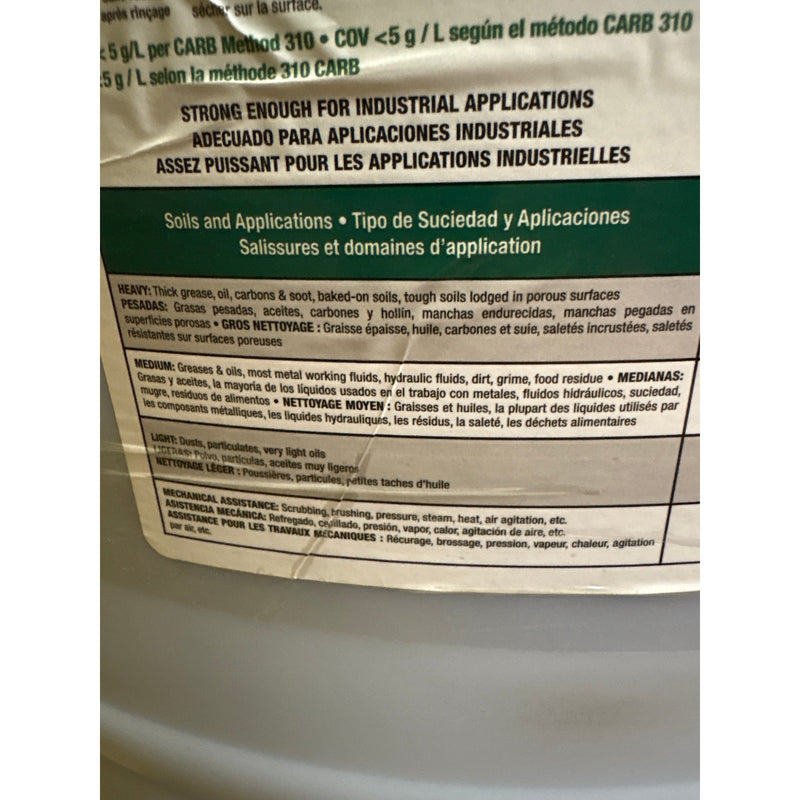 après rinçage sécher sur la surface.
< 5 g/L per CARB Method 310 • COV <5 g / L según el método CARB 310
5 g / L selon la méthode 310 CARB
STRONG ENOUGH FOR INDUSTRIAL APPLICATIONS
ADECUADO PARA APLICACIONES INDUSTRIALES
ASSEZ PUISSANT POUR LES APPLICATIONS INDUSTRIELLES
Soils and Applications • Tipo de Suciedad y Aplicaciones
Salissures et domaines d'application
HEAVY: Thick grease, oil, carbons & soot, baked-on soils, tough soils lodged in porous surfaces
PESADAS: Grasas pesadas, aceites, carbones y hollín, manchas endurecidas, manchas pegadas en
superficies porosas • GROS NETTOYAGE : Graisse épaisse, huile, carbones et suie, saletés incrustées, saletés
résistantes sur surfaces poreuses
MEDIUM: Greases & oils, most metal working fluids, hydraulic fluids, dirt, grime, food residue • MEDIANAS:
Grasas y aceites, la mayoría de los líquidos usados en el trabajo con metales, fluidos hidráulicos, suciedad,
mugre, residuos de alimentos • NETTOYAGE MOYEN : Graisses et huiles, la plupart des liquides utilisés par
les composants métalliques, les liquides hydrauliques, les résidus, la saleté, les déchets alimentaires
LIGHT: Dusts, particulates, very light oils
LIGERAS: Polvo, partículas, aceites muy ligeros
NETTOYAGE LÉGER : Poussières, particules, petites taches d'huile
MECHANICAL ASSISTANCE: Scrubbing, brushing, pressure, steam, heat, air agitation, etc.
ASISTENCIA MECÁNICA: Refregado, cepillado, presión, vapor, calor, agitación de aire, etc.
ASSISTANCE POUR LES TRAVAUX MÉCANIQUES : Récurage, brossage, pression, vapeur, chaleur, agitation
par air, etc.